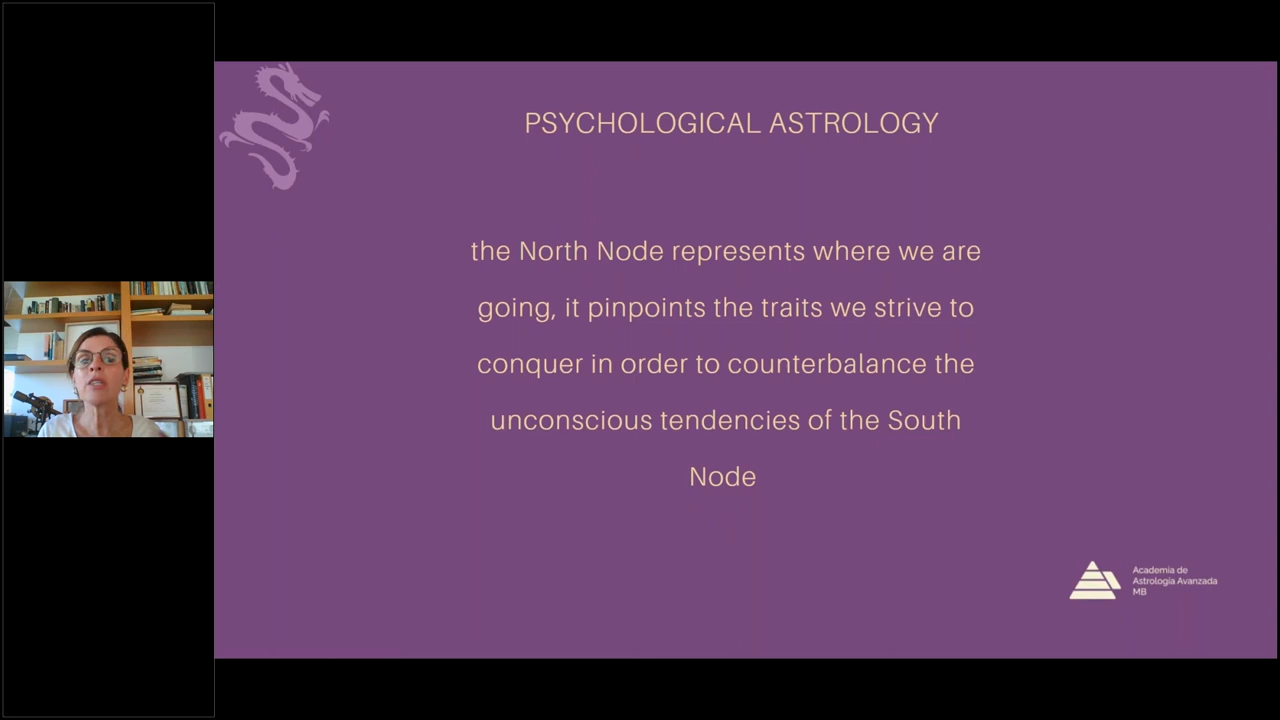 PSYCHOLOGICAL ASTROLOGY
the North Node represents where we are
going, it pinpoints the traits we strive to
conquer in order to counterbalance the
unconscious tendencies of the South
Node
Academia de
Astrología Avanzada
MB